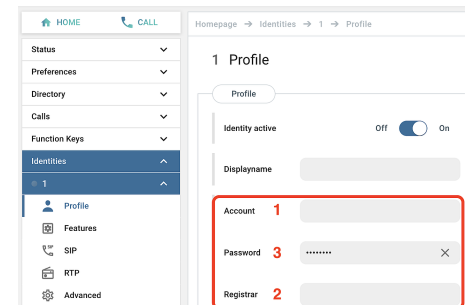 HOME
CALL
Homepage → Identities → 1 → Profile
Status
Preferences
Directory
Calls
Function Keys
Identities
1
Profile
Features
SIP
RTP
Advanced
1 Profile
Profile
Identity active
Off
On
Displayname
Account 1
Password 3 ········
Registrar 2